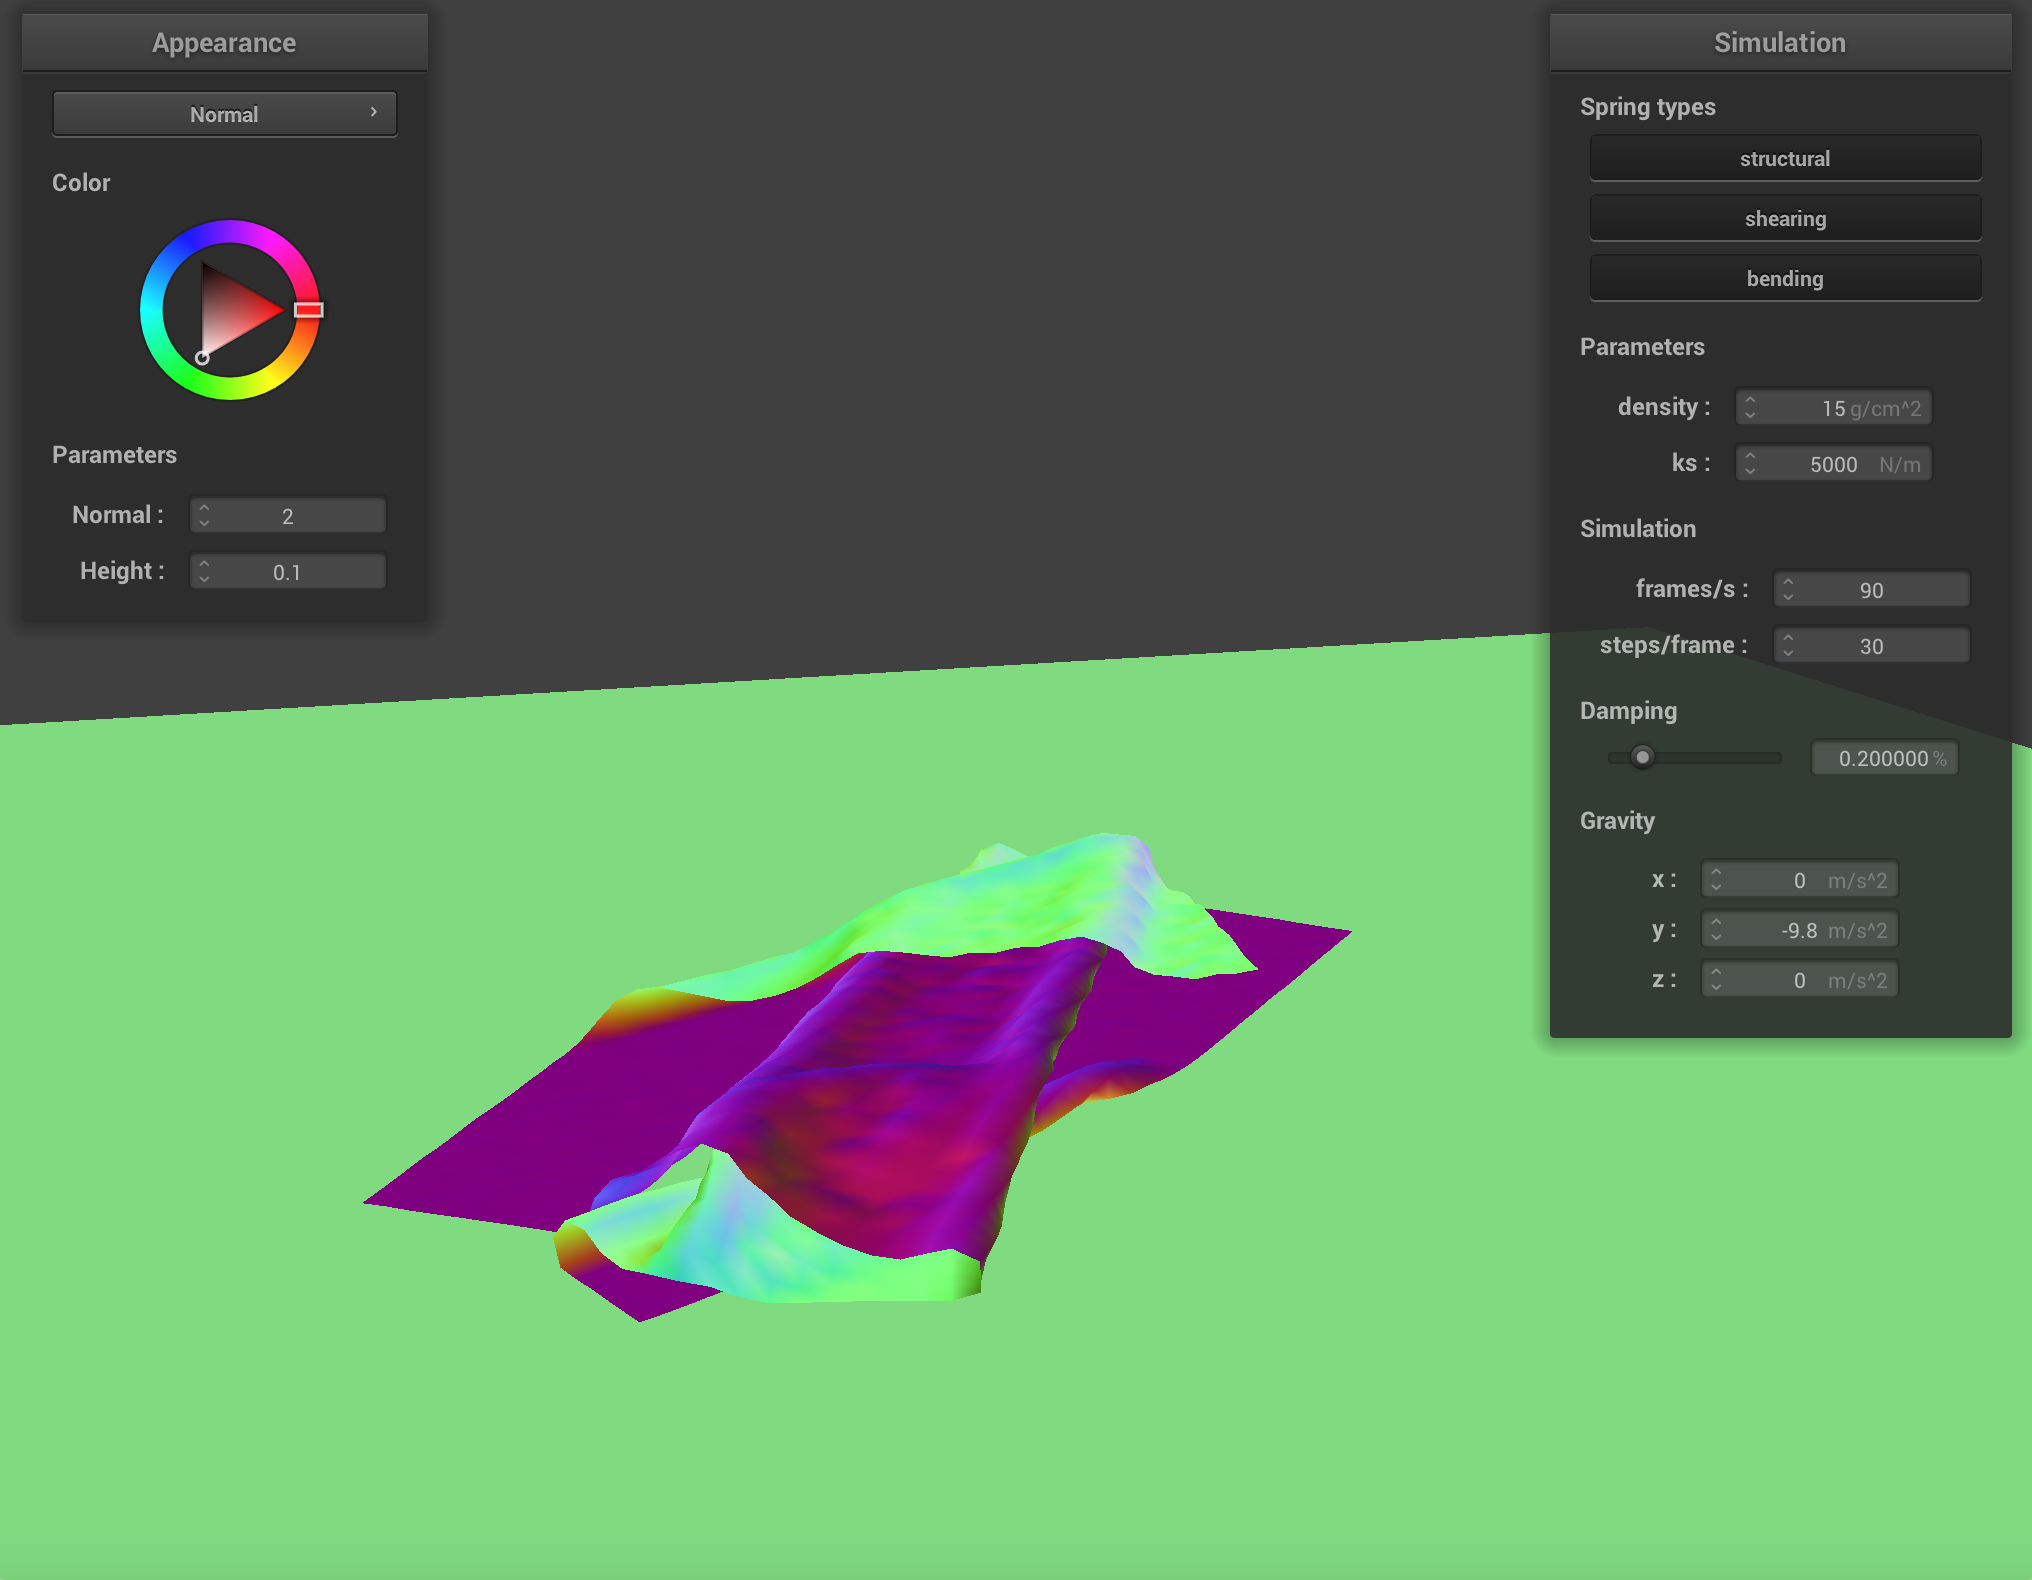 Appearance
Normal
Color
Parameters
Normal : 2
Height : 0.1
Simulation
Spring types
structural
shearing
bending
Parameters
density : 15 g/cm^2
ks : 5000 N/m
Simulation
frames/s : 90
steps/frame : 30
Damping
0.200000 %
Gravity
x : 0 m/s^2
y : -9.8 m/s^2
z : 0 m/s^2